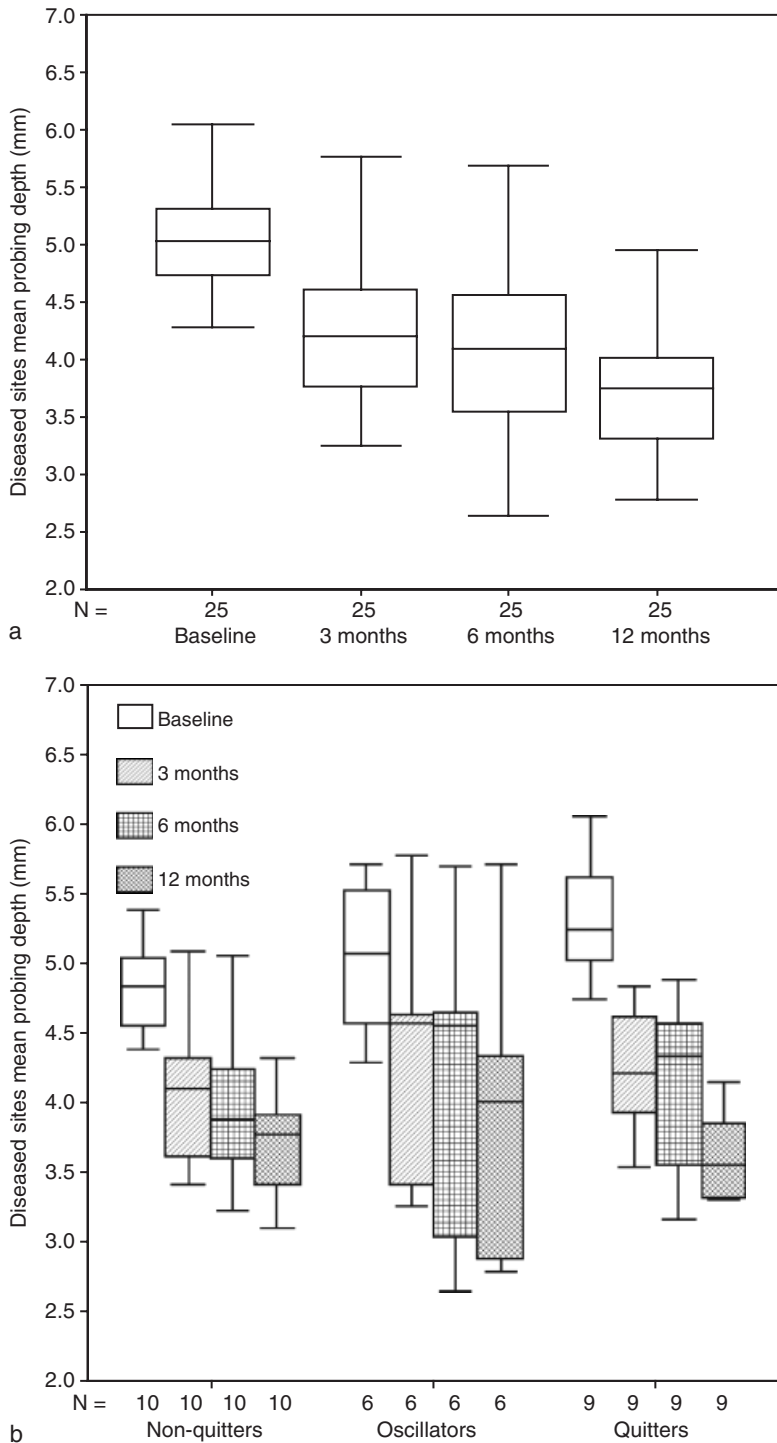 Diseased sites mean probing depth (mm)
7.0
6.5
6.0
5.5
5.0
4.5
4.0
3.5
3.0
2.5
2.0
N = 25 25 25 25
Baseline 3 months 6 months 12 months
a
Diseased sites mean probing depth (mm)
7.0
6.5
6.0
5.5
5.0
4.5
4.0
3.5
3.0
2.5
2.0
Baseline
3 months
6 months
12 months
N = 10 10 10 10 6 6 6 6 9 9 9 9
Non-quitters Oscillators Quitters
b